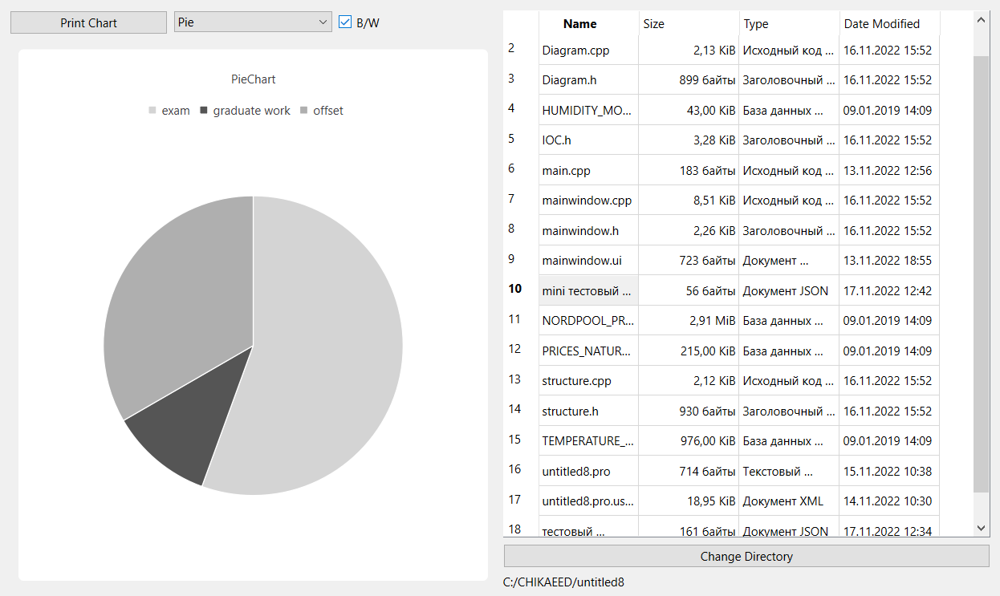 Print Chart Pie B/W
PieChart
exam graduate work offset
Name Size Type Date Modified
2 Diagram.cpp 2,13 KiB Исходный код ... 16.11.2022 15:52
3 Diagram.h 899 байты Заголовочный ... 16.11.2022 15:52
4 HUMIDITY_MO... 43,00 KiB База данных ... 09.01.2019 14:09
5 IOC.h 3,28 KiB Заголовочный ... 16.11.2022 15:52
6 main.cpp 183 байты Исходный код ... 13.11.2022 12:56
7 mainwindow.cpp 8,51 KiB Исходный код ... 16.11.2022 15:52
8 mainwindow.h 2,26 KiB Заголовочный ... 16.11.2022 15:52
9 mainwindow.ui 723 байты Документ ... 13.11.2022 18:55
10 mini тестовый ... 56 байты Документ JSON 17.11.2022 12:42
11 NORDPOOL_PR... 2,91 MiB База данных ... 09.01.2019 14:09
12 PRICES_NATUR... 215,00 KiB База данных ... 09.01.2019 14:09
13 structure.cpp 2,12 KiB Исходный код ... 16.11.2022 15:52
14 structure.h 930 байты Заголовочный ... 16.11.2022 15:52
15 TEMPERATURE_... 976,00 KiB База данных ... 09.01.2019 14:09
16 untitled8.pro 714 байты Текстовый ... 15.11.2022 10:38
17 untitled8.pro.us... 18,95 KiB Документ XML 14.11.2022 10:30
18 тестовый ... 161 байты Документ JSON 17.11.2022 12:34
Change Directory
C:/CHIKAEED/untitled8